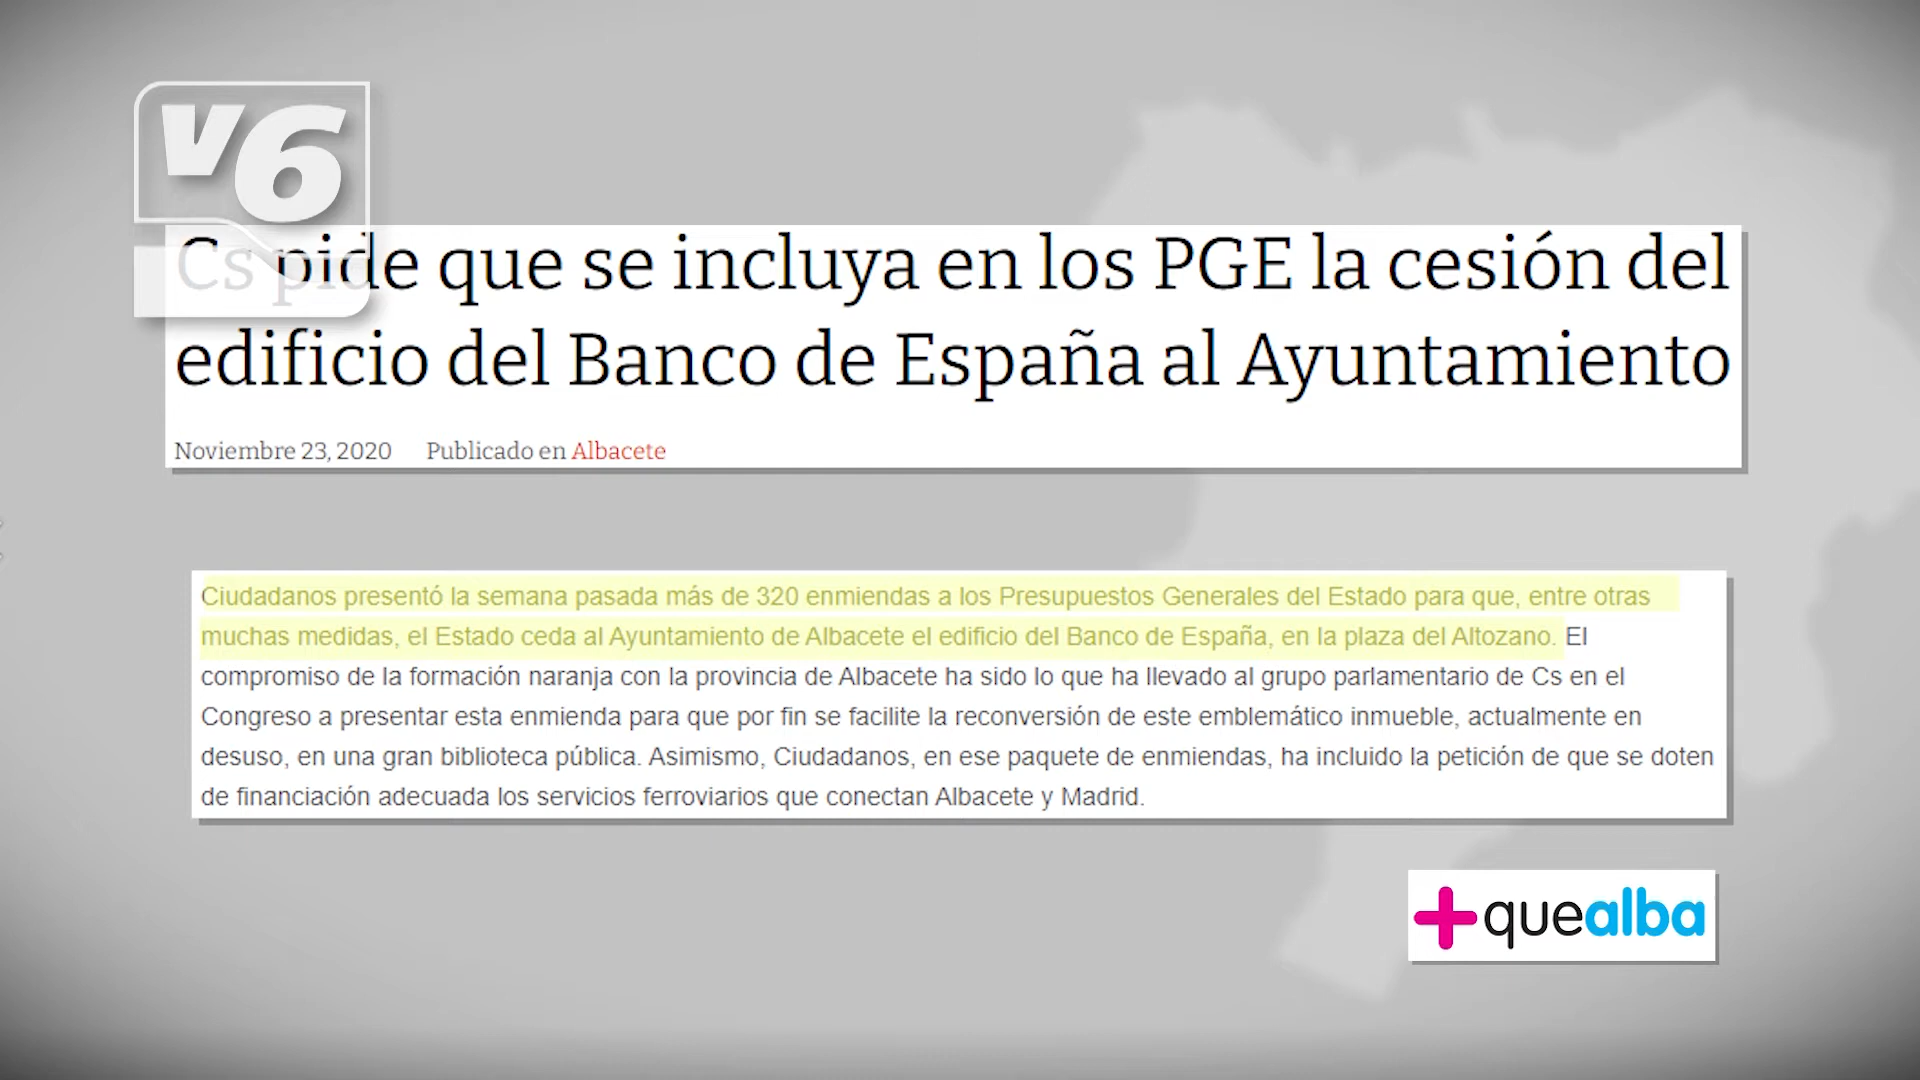 v6
Cs pide que se incluya en los PGE la cesión del
edificio del Banco de España al Ayuntamiento
Noviembre 23, 2020 Publicado en Albacete
Ciudadanos presentó la semana pasada más de 320 enmiendas a los Presupuestos Generales del Estado para que, entre otras
muchas medidas, el Estado ceda al Ayuntamiento de Albacete el edificio del Banco de España, en la plaza del Altozano. El
compromiso de la formación naranja con la provincia de Albacete ha sido lo que ha llevado al grupo parlamentario de Cs en el
Congreso a presentar esta enmienda para que por fin se facilite la reconversión de este emblemático inmueble, actualmente en
desuso, en una gran biblioteca pública. Asimismo, Ciudadanos, en ese paquete de enmiendas, ha incluido la petición de que se doten
de financiación adecuada los servicios ferroviarios que conectan Albacete y Madrid.
+quealba